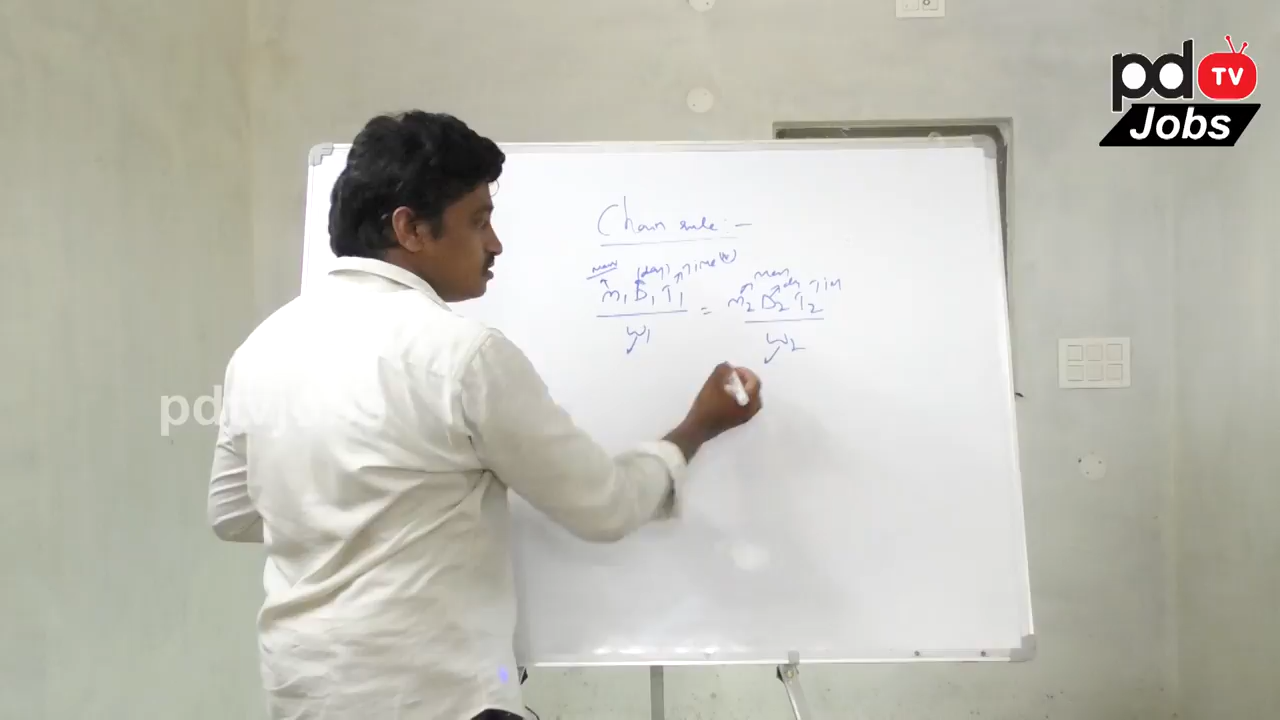 pd TV
Jobs
Chain rule :-
men (day) Time
men day Tim
M1 D1 T1 = M2 D2 T2
W1 W2
pdtvjobs